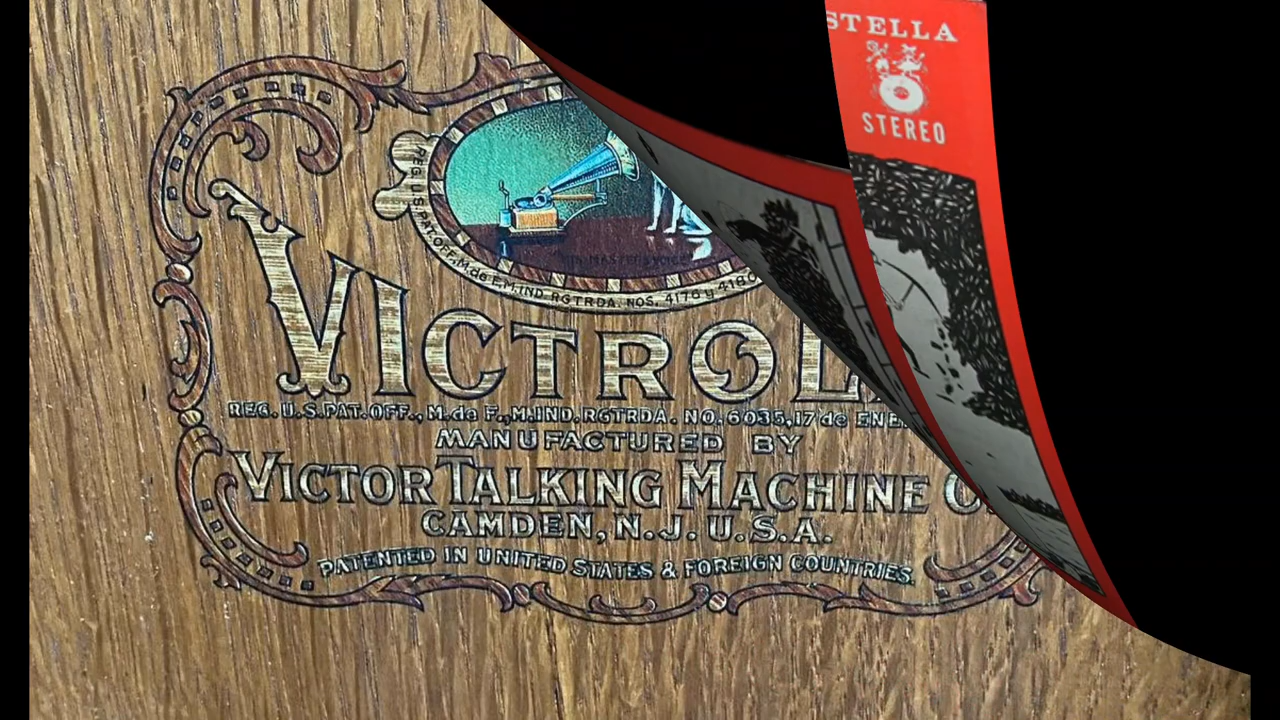 REG. U.S. PAT. OFF. M. de F. M. IND. RGTRDA. NOS. 4176 y 4180
HIS MASTER'S VOICE
VICTROL
REG. U.S. PAT. OFF., M. de F., M. IND. RGTRDA. NO. 6035, 17 de ENE.
MANUFACTURED BY
VICTOR TALKING MACHINE
CAMDEN, N.J. U.S.A.
PATENTED IN UNITED STATES & FOREIGN COUNTRIES.
STELLA
STEREO